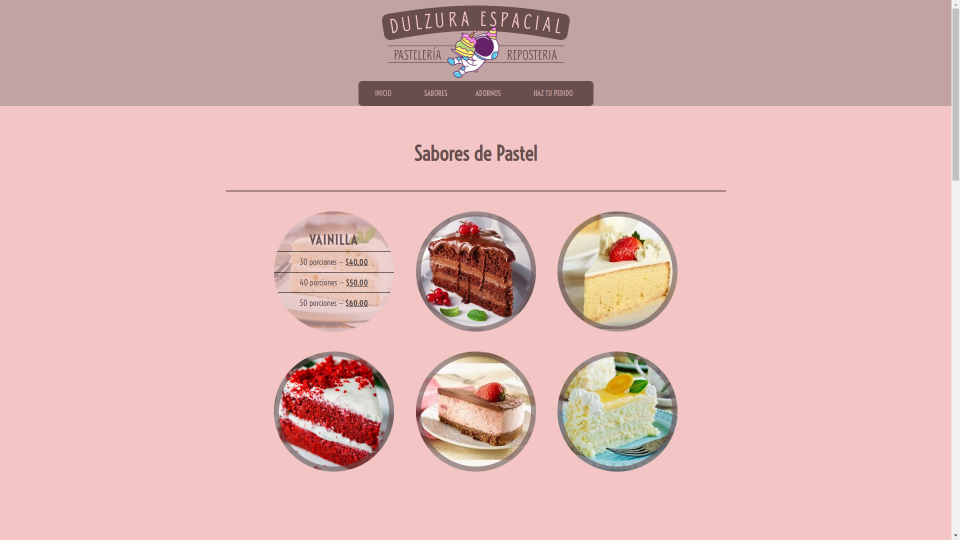 DULZURA ESPACIAL
PASTELERÍA REPOSTERIA
INICIO SABORES ADORNOS HAZ TU PEDIDO
Sabores de Pastel
VAINILLA
30 porciones -- $40.00
40 porciones -- $50.00
50 porciones -- $60.00